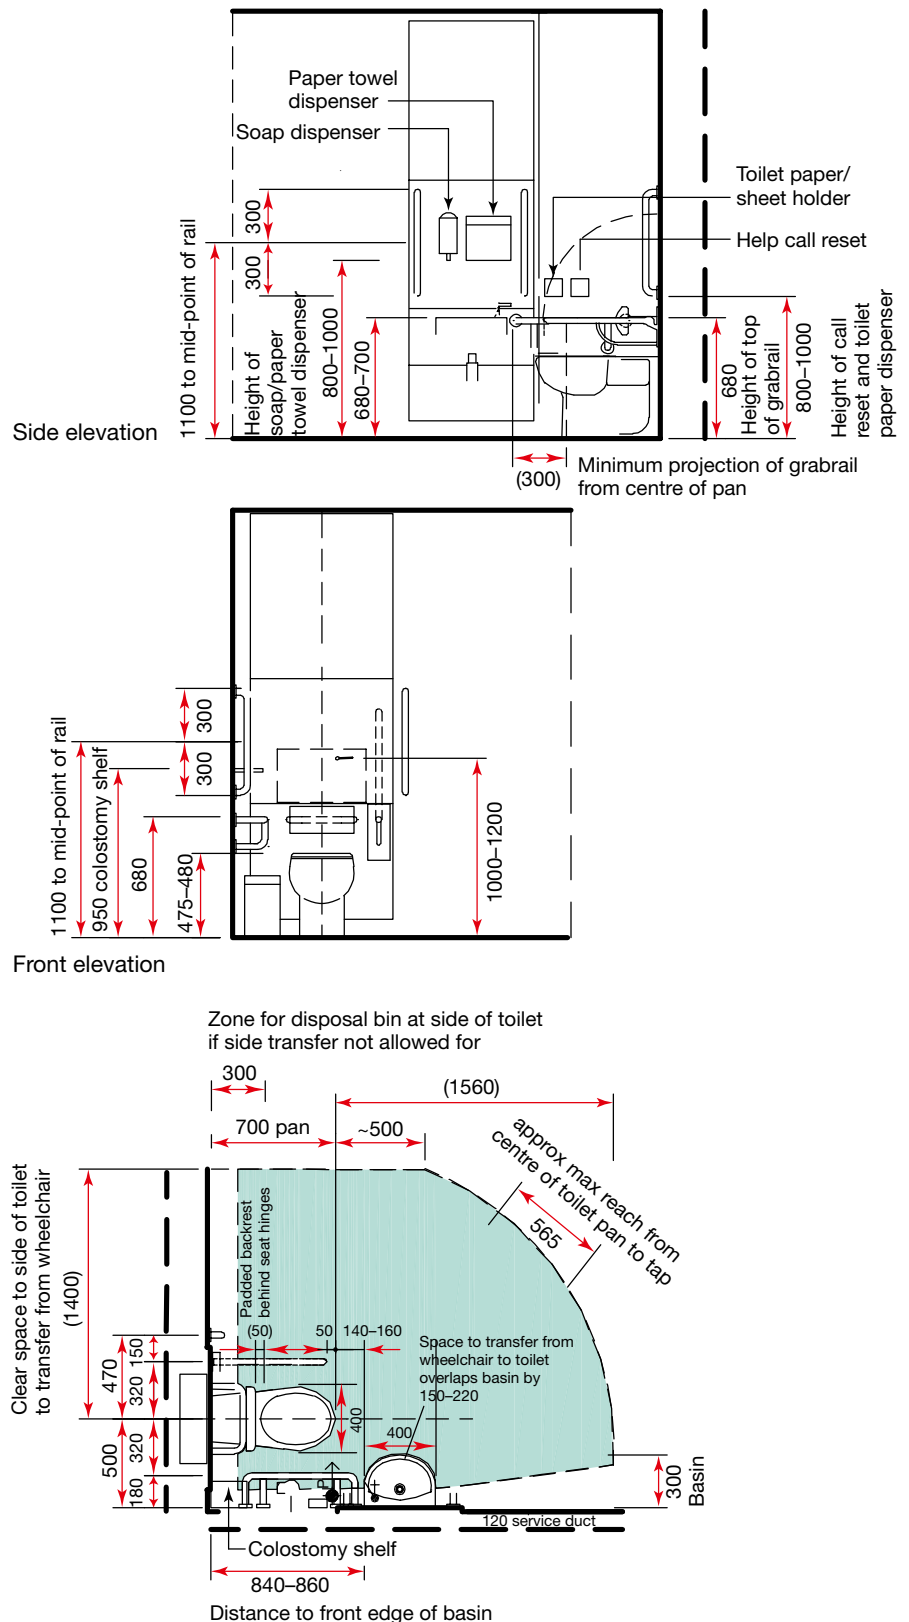 Paper towel
dispenser
Soap dispenser
Toilet paper/
sheet holder
Help call reset
300
300
1100 to mid-point of rail
Height of
soap/paper
towel dispenser
800–1000
680–700
680
Height of top
of grabrail
800–1000
Height of call
reset and toilet
paper dispenser
Side elevation
(300)
Minimum projection of grabrail
from centre of pan
300
300
1100 to mid-point of rail
950 colostomy shelf
680
475–480
1000–1200
Front elevation
Zone for disposal bin at side of toilet
if side transfer not allowed for
300
(1560)
700 pan
~500
approx max reach from
centre of toilet pan to tap
565
Clear space to side of toilet
to transfer from wheelchair
(1400)
Padded backrest
behind seat hinges
(50)
50
140–160
Space to transfer from
wheelchair to toilet
overlaps basin by
150–220
470
150
320
400
400
500
320
180
300
Basin
120 service duct
Colostomy shelf
840–860
Distance to front edge of basin